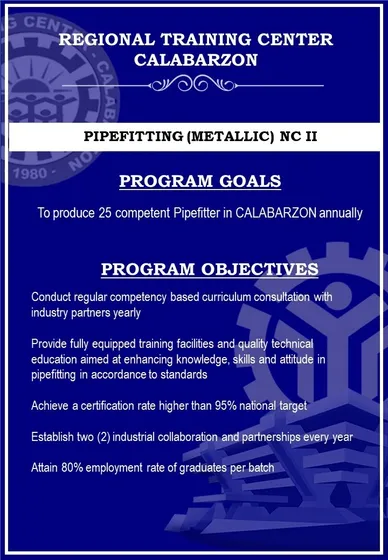 REGIONAL TRAINING CENTER
CALABARZON
PIPEFITTING (METALLIC) NC II
PROGRAM GOALS
To produce 25 competent Pipefitter in CALABARZON annually
PROGRAM OBJECTIVES
Conduct regular competency based curriculum consultation with
industry partners yearly
Provide fully equipped training facilities and quality technical
education aimed at enhancing knowledge, skills and attitude in
pipefitting in accordance to standards
Achieve a certification rate higher than 95% national target
Establish two (2) industrial collaboration and partnerships every year
Attain 80% employment rate of graduates per batch
CENTER - CALABARZON
1980 -